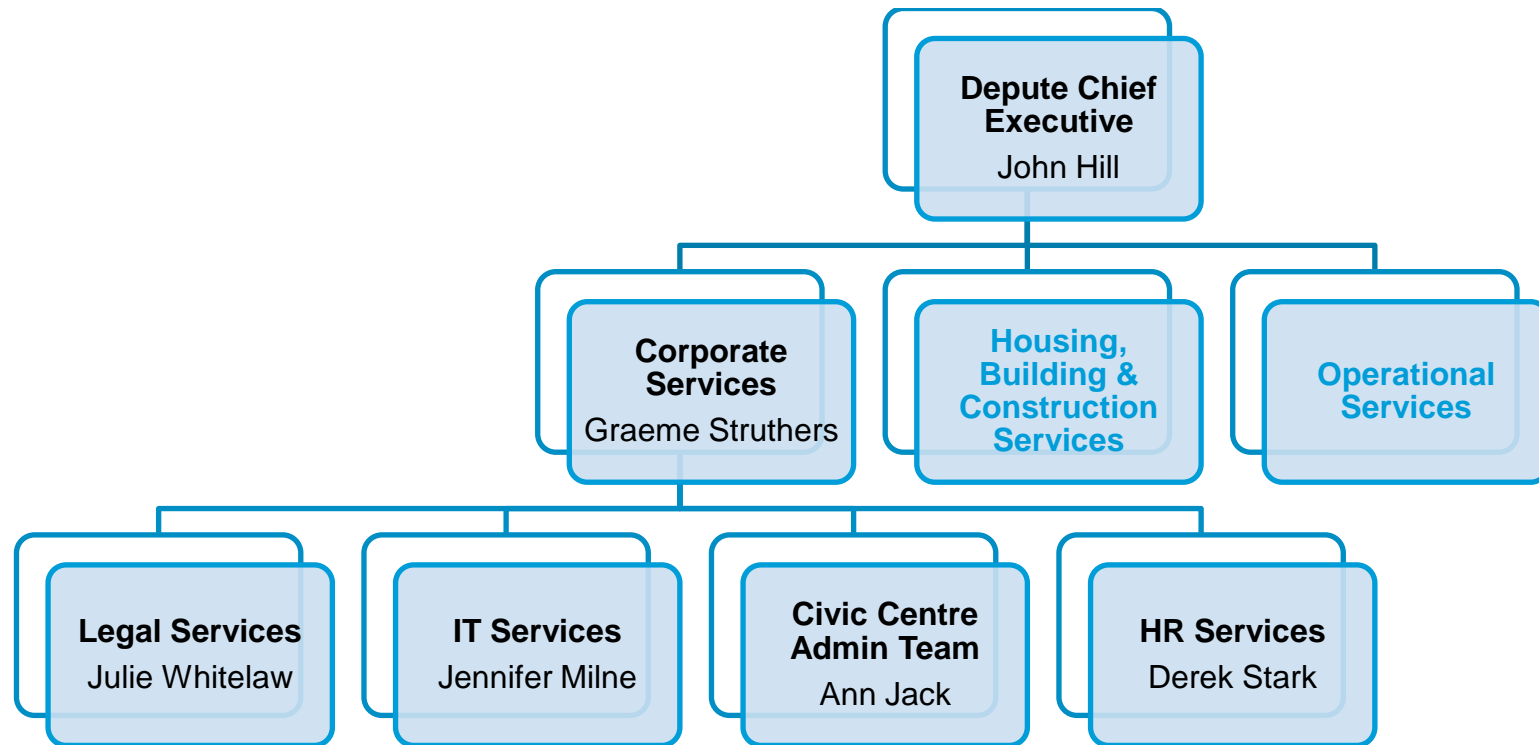 Depute Chief
Executive
John Hill
Corporate
Services
Graeme Struthers
Housing,
Building &
Construction
Services
Operational
Services
Legal Services
Julie Whitelaw
IT Services
Jennifer Milne
Civic Centre
Admin Team
Ann Jack
HR Services
Derek Stark